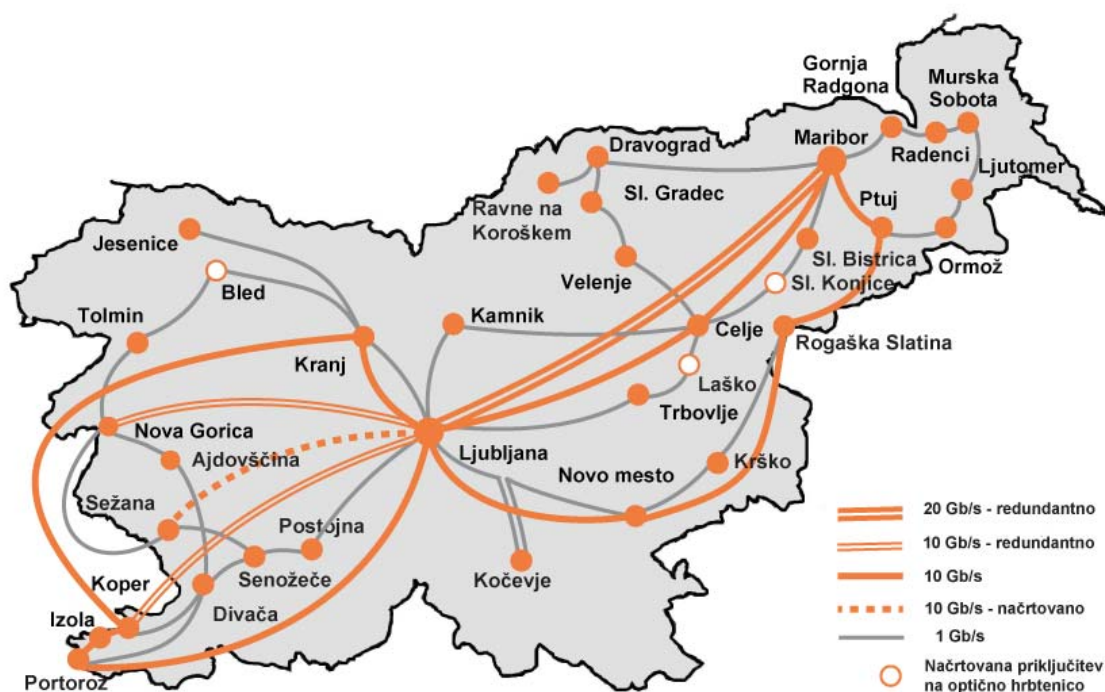 Gornja
Radgona
Murska
Sobota
Dravograd
Maribor
Radenci
Ljutomer
Sl. Gradec
Ptuj
Ravne na
Koroškem
Jesenice
Sl. Bistrica
Ormož
Velenje
Sl. Konjice
Bled
Tolmin
Kamnik
Celje
Rogaška Slatina
Kranj
Laško
Trbovlje
Nova Gorica
Ljubljana
Ajdovščina
Novo mesto
Krško
Sežana
Postojna
Koper
Senožeče
Kočevje
Izola
Divača
Portorož
20 Gb/s - redundantno
10 Gb/s - redundantno
10 Gb/s
10 Gb/s - načrtovano
1 Gb/s
Načrtovana priključitev
na optično hrbtenico